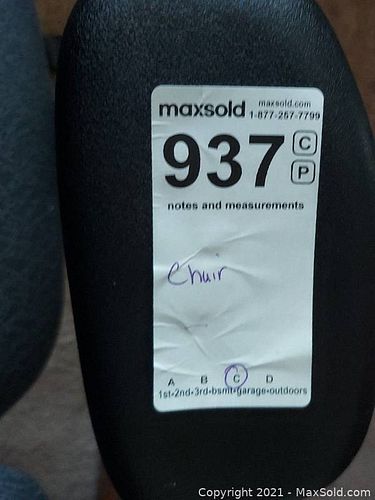 maxsold maxsold.com
1-877-257-7799
937 C
P
notes and measurements
Chair
A B C D
1st-2nd-3rd-bsmt-garage-outdoors
Copyright 2021 - MaxSold.com